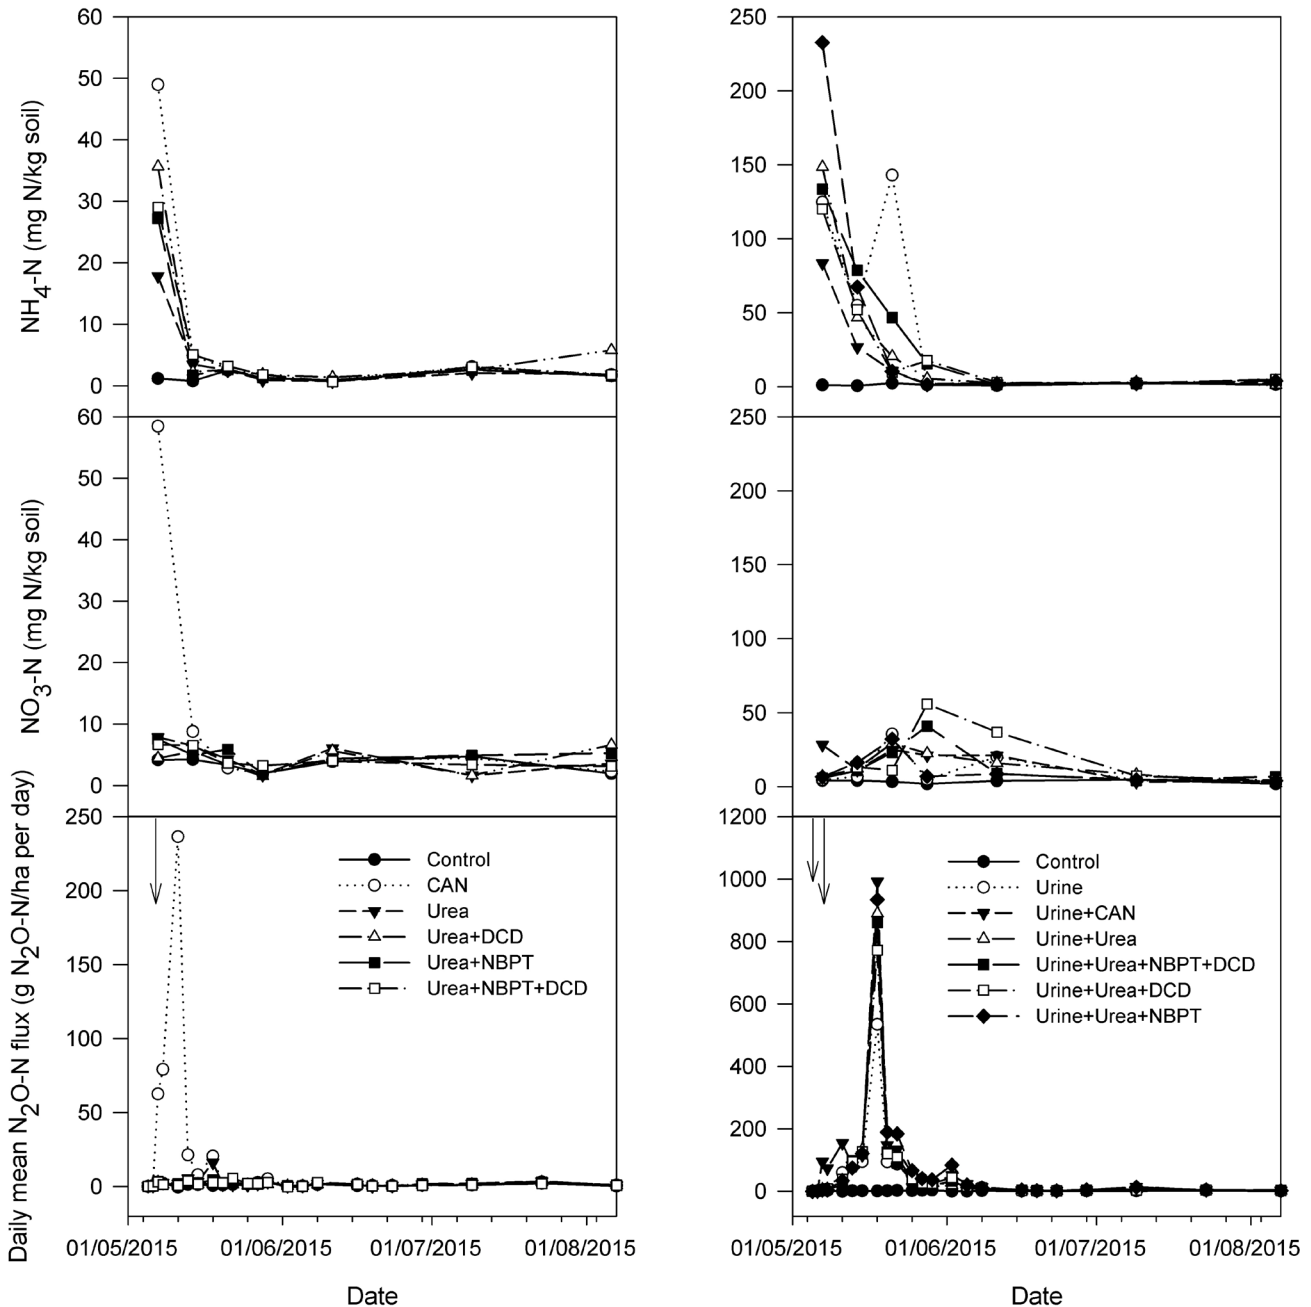 60
50
40
30
20
10
0
NH4-N (mg N/kg soil)
250
200
150
100
50
0
60
50
40
30
20
10
0
NO3-N (mg N/kg soil)
250
200
150
100
50
0
250
200
150
100
50
0
Daily mean N2O-N flux (g N2O-N/ha per day)
Control
CAN
Urea
Urea+DCD
Urea+NBPT
Urea+NBPT+DCD
01/05/2015 01/06/2015 01/07/2015 01/08/2015
Date
1200
1000
800
600
400
200
0
Control
Urine
Urine+CAN
Urine+Urea
Urine+Urea+NBPT+DCD
Urine+Urea+DCD
Urine+Urea+NBPT
01/05/2015 01/06/2015 01/07/2015 01/08/2015
Date